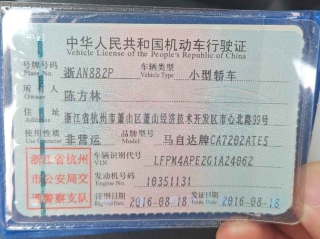 中华人民共和国机动车行驶证
Vehicle License of the People's Republic of China
号牌号码 Plate No. 浙AN882P 车辆类型 Vehicle Type 小型轿车
所有人 Owner 陈方林
住址 Address 浙江省杭州市萧山区萧山经济技术开发区市心北路99号
使用性质 Use Character 非营运 品牌型号 Model 马自达牌CA7202ATE5
浙江省杭州市公安局交通警察支队
车辆识别代号 VIN LFPM4APE2G1A24062
发动机号码 Engine No. 10351131
注册日期 Register Date 2016-08-18 发证日期 Issue Date 2016-08-18